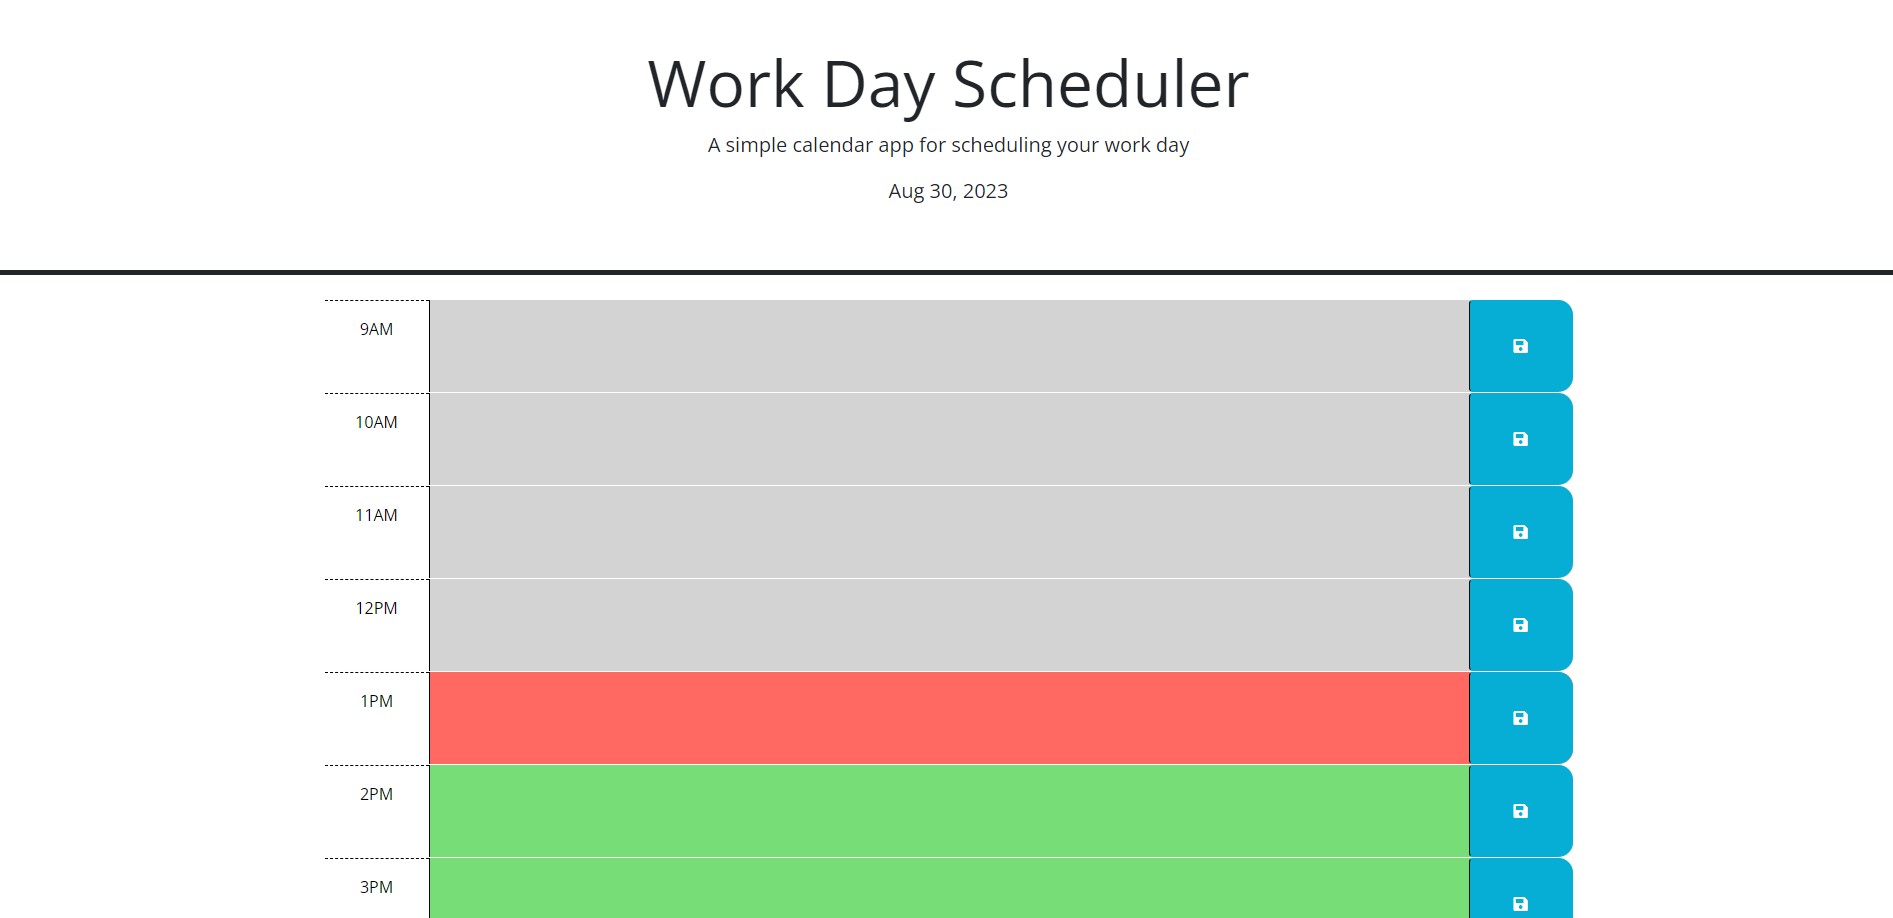 Work Day Scheduler
A simple calendar app for scheduling your work day
Aug 30, 2023
9AM
10AM
11AM
12PM
1PM
2PM
3PM